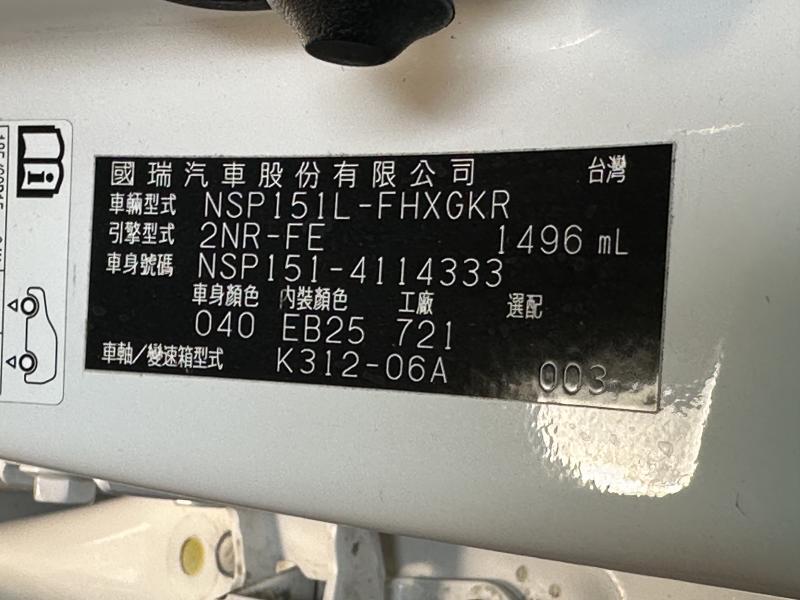 國瑞汽車股份有限公司 台灣
車輛型式 NSP151L-FHXGKR
引擎型式 2NR-FE 1496 mL
車身號碼 NSP151-4114333
車身顏色 內裝顏色 工廠 選配
040 EB25 721
車軸/變速箱型式 K312-06A 003